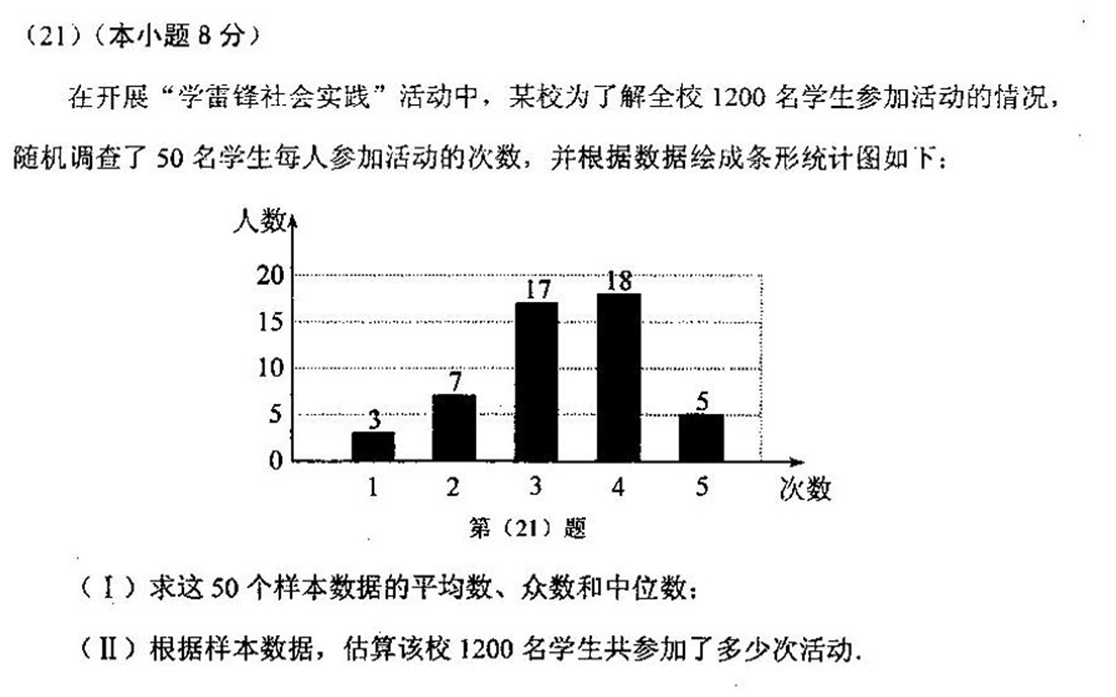 （21）（本小题 8 分）
在开展“学雷锋社会实践”活动中，某校为了解全校 1200 名学生参加活动的情况，
随机调查了 50 名学生每人参加活动的次数，并根据数据绘成条形统计图如下：
人数
20
15
10
5
0
3
7
17
18
5
1 2 3 4 5 次数
第（21）题
（Ⅰ）求这 50 个样本数据的平均数、众数和中位数；
（Ⅱ）根据样本数据，估算该校 1200 名学生共参加了多少次活动.